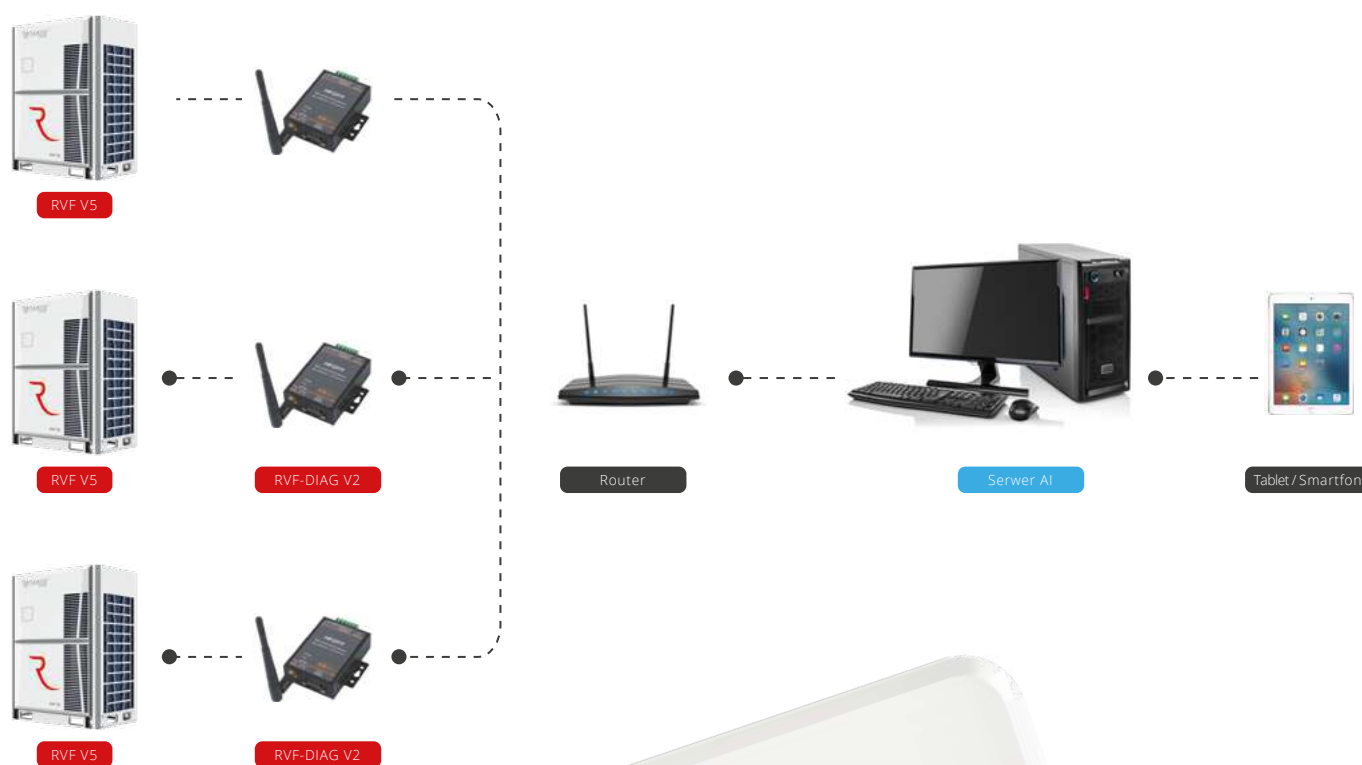 RVF V5
RVF V5
RVF-DIAG V2
Router
Serwer AI
Tablet / Smartfon
RVF V5
RVF-DIAG V2